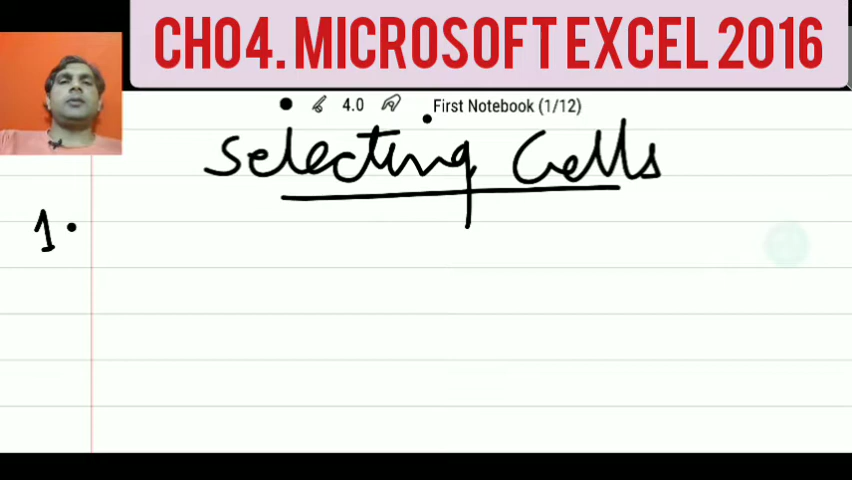 CH04. MICROSOFT EXCEL 2016
4.0 First Notebook (1/12)
Selecting Cells
1.